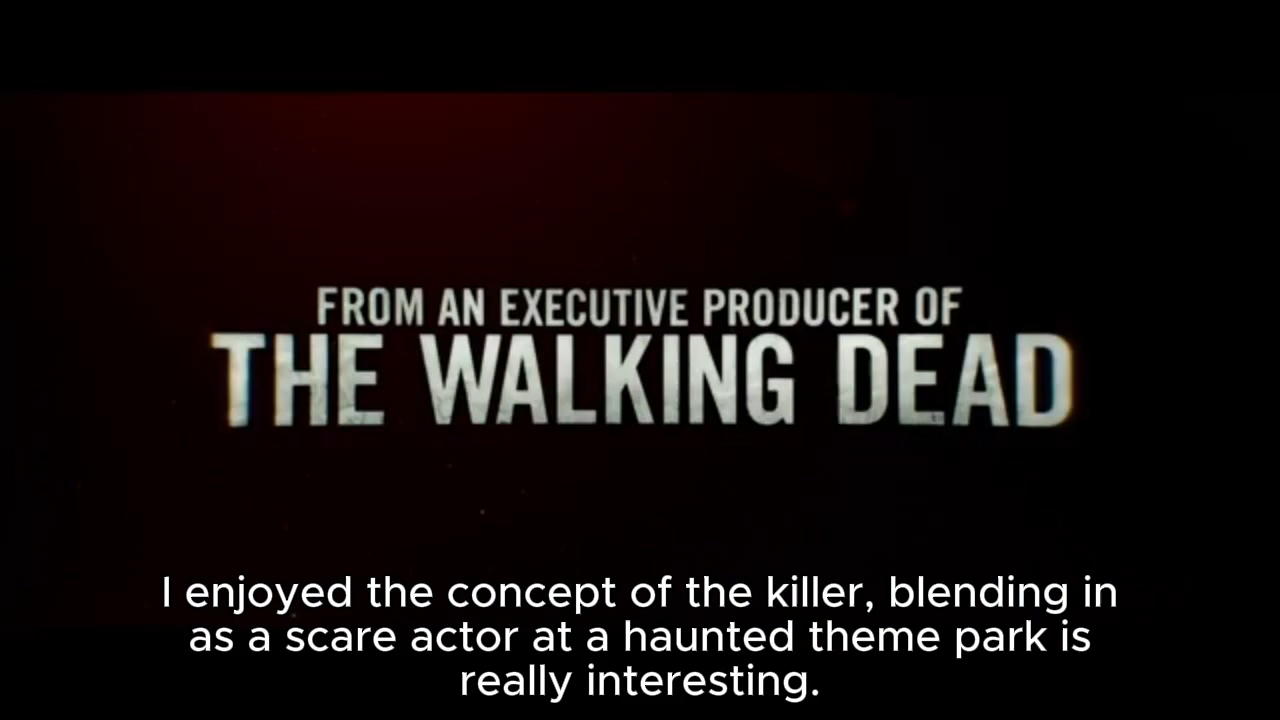 FROM AN EXECUTIVE PRODUCER OF
THE WALKING DEAD
I enjoyed the concept of the killer, blending in
as a scare actor at a haunted theme park is
really interesting.